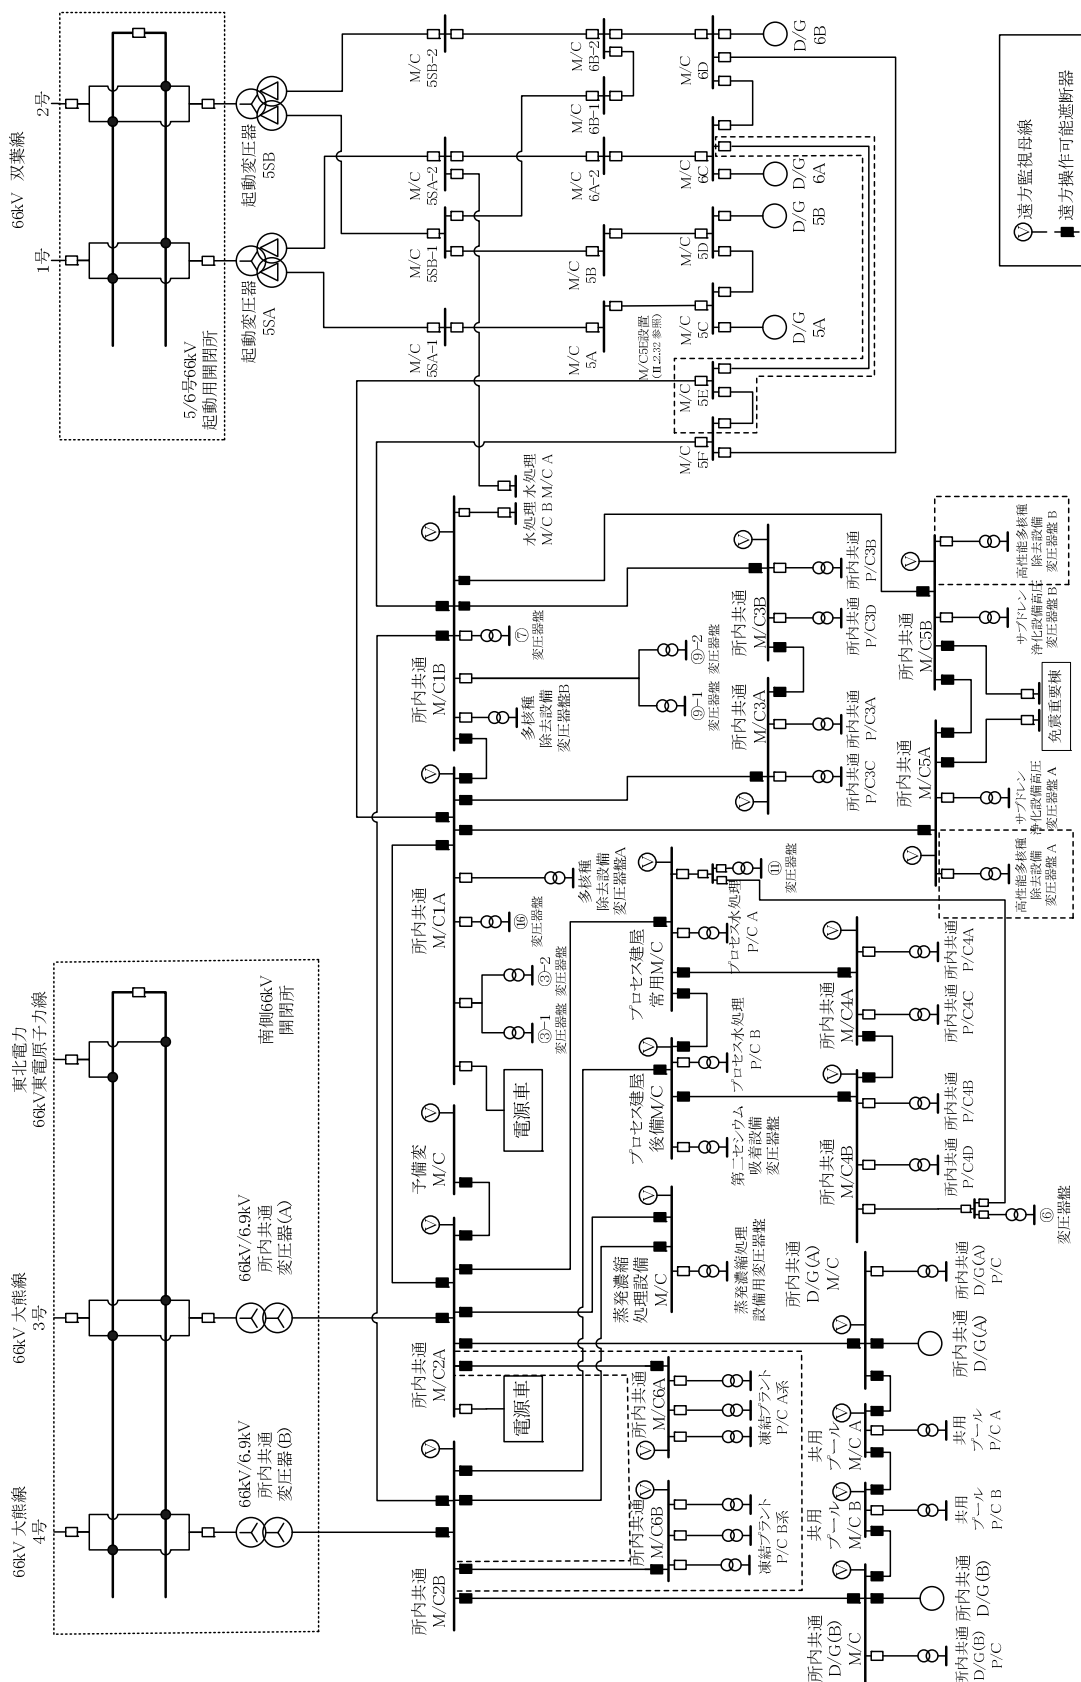 66kV 大熊線
4号
66kV 大熊線
3号
東北電力
66kV東電原子力線
南側66kV
開閉所
66kV/6.9kV
所内共通
変圧器(B)
66kV/6.9kV
所内共通
変圧器(A)
66kV 双葉線
1号
2号
5/6号66kV
起動用開閉所
起動変圧器
5SA
起動変圧器
5SB
所内共通
M/C2B
所内共通
M/C2A
電源車
予備変
M/C
電源車
所内共通
M/C1A
③-1
変圧器盤
③-2
変圧器盤
⑯
変圧器盤
多核種
除去設備
変圧器盤A
所内共通
M/C1B
多核種
除去設備
変圧器盤B
⑦
変圧器盤
⑨-1
変圧器盤
⑨-2
変圧器盤
水処理
M/C B
水処理
M/C A
M/C
5SA-1
M/C
5SB-1
M/C
5SA-2
M/C
5SB-2
M/C
5A
M/C
5B
M/C
6A-2
M/C
6B-1
M/C
6B-2
M/C5E設置
(Ⅱ.2.32 参照)
M/C
5F
M/C
5E
M/C
5C
M/C
5D
M/C
6C
M/C
6D
D/G
5A
D/G
5B
D/G
6A
D/G
6B
所内共通
M/C6B
凍結プラント
P/C B系
所内共通
M/C6A
凍結プラント
P/C A系
蒸発濃縮
処理設備
M/C
蒸発濃縮処理
設備用変圧器盤
プロセス建屋
後備M/C
第二セシウム
吸着設備
変圧器盤
プロセス水処理
P/C B
プロセス建屋
常用M/C
プロセス水処理
P/C A
⑪
変圧器盤
所内共通
M/C3A
所内共通
P/C3C
所内共通
P/C3A
所内共通
M/C3B
所内共通
P/C3D
所内共通
P/C3B
所内共通
D/G(B)
M/C
所内共通
D/G(B)
P/C
所内共通
D/G(B)
共用
プール
M/C B
共用
プール
P/C B
共用
プール
M/C A
共用
プール
P/C A
所内共通
D/G(A)
M/C
所内共通
D/G(A)
所内共通
D/G(A)
P/C
所内共通
M/C4B
⑥
変圧器盤
所内共通
P/C4D
所内共通
P/C4B
所内共通
M/C4A
所内共通
P/C4C
所内共通
P/C4A
所内共通
M/C5A
高性能多核種
除去設備
変圧器盤 A
サブドレン
浄化設備高圧
変圧器盤 A
免震重要棟
所内共通
M/C5B
サブドレン
浄化設備高圧
変圧器盤 B
高性能多核種
除去設備
変圧器盤 B
Ⓥ 遠方監視母線
遠方操作可能遮断器